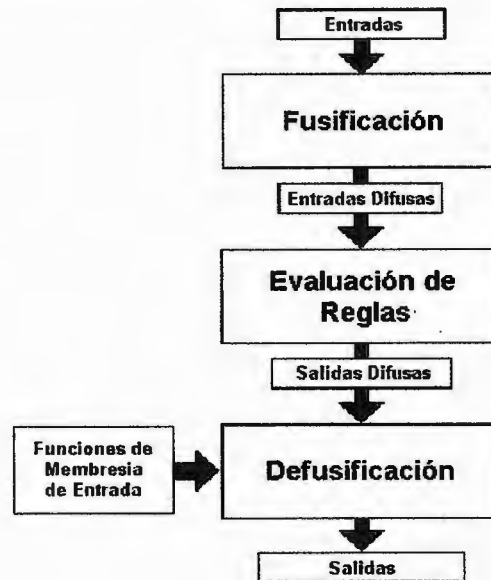 Entradas
Fusificación
Entradas Difusas
Evaluación de
Reglas
Salidas Difusas
Funciones de
Membresia
de Entrada
Defusificación
Salidas